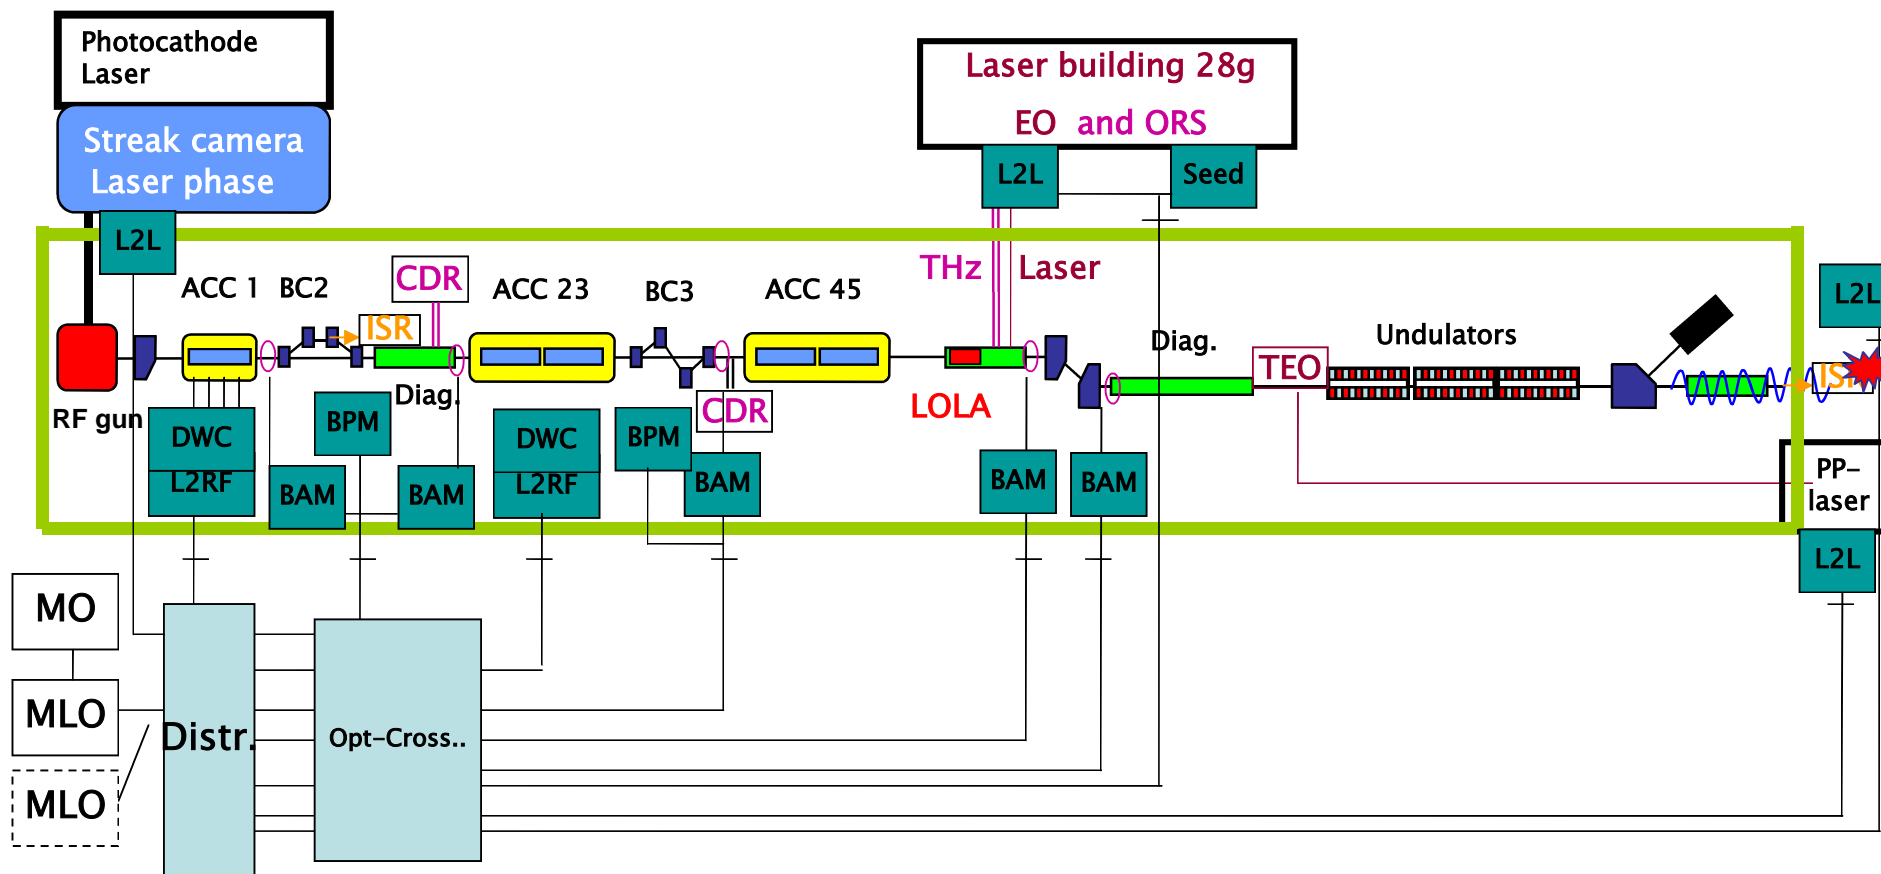 Photocathode
Laser
Streak camera
Laser phase
Laser building 28g
EO and ORS
L2L
Seed
L2L
ACC 1
BC2
CDR
ACC 23
BC3
ACC 45
THz
Laser
L2L
ISR
Diag.
Undulators
TEO
RF gun
Diag.
CDR
LOLA
DWC
L2RF
BPM
DWC
L2RF
BPM
BAM
BAM
BAM
BAM
BAM
PP-
laser
L2L
MO
MLO
MLO
Distr.
Opt-Cross..